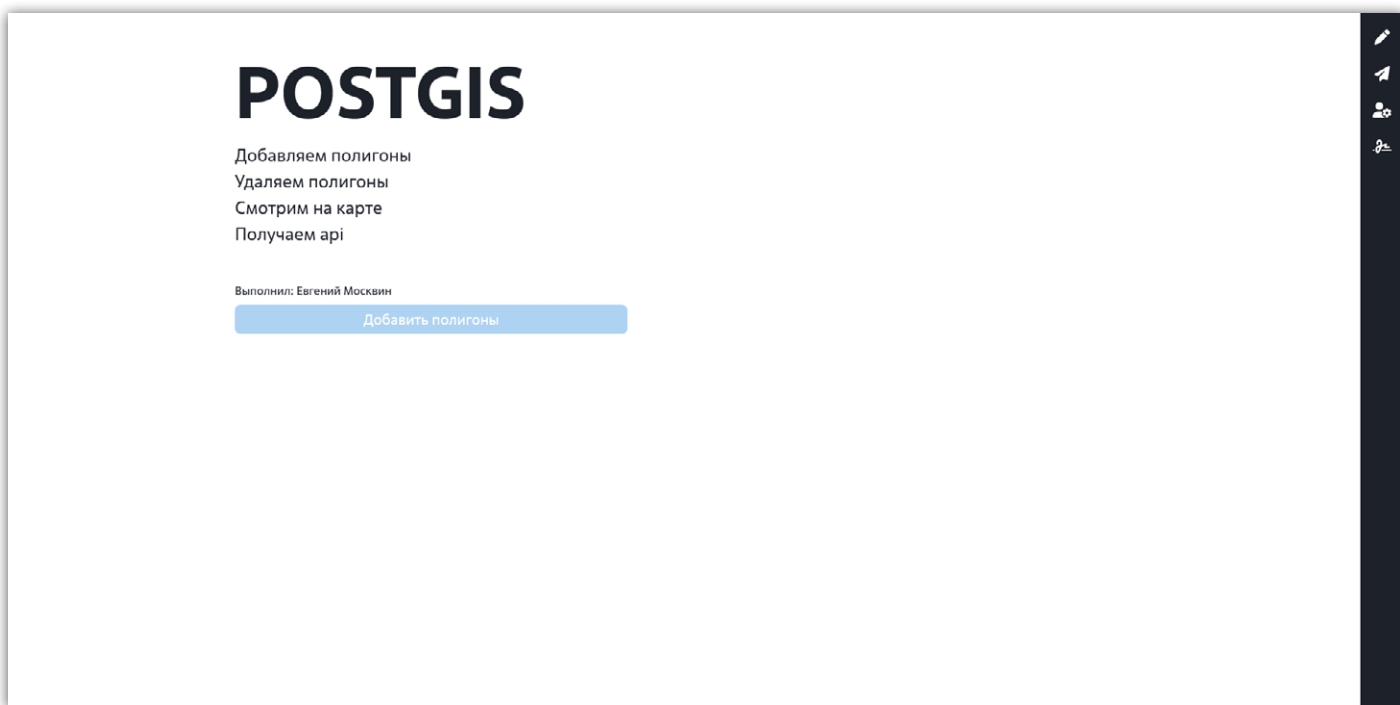 POSTGIS
Добавляем полигоны
Удаляем полигоны
Смотрим на карте
Получаем api
Выполнил: Евгений Москвин
Добавить полигоны